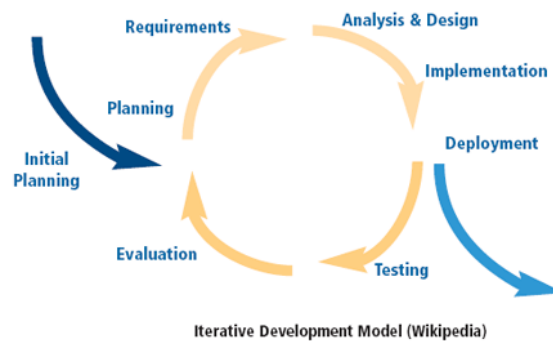 Requirements
Analysis & Design
Implementation
Planning
Deployment
Initial
Planning
Evaluation
Testing
Iterative Development Model (Wikipedia)